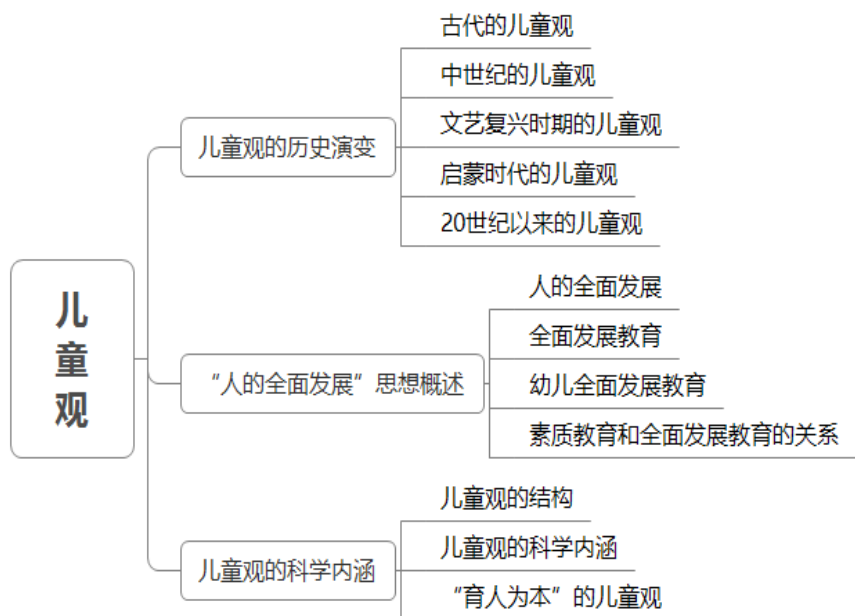 儿童观
儿童观的历史演变
古代的儿童观
中世纪的儿童观
文艺复兴时期的儿童观
启蒙时代的儿童观
20世纪以来的儿童观
“人的全面发展”思想概述
人的全面发展
全面发展教育
幼儿全面发展教育
素质教育和全面发展教育的关系
儿童观的科学内涵
儿童观的结构
儿童观的科学内涵
“育人为本”的儿童观